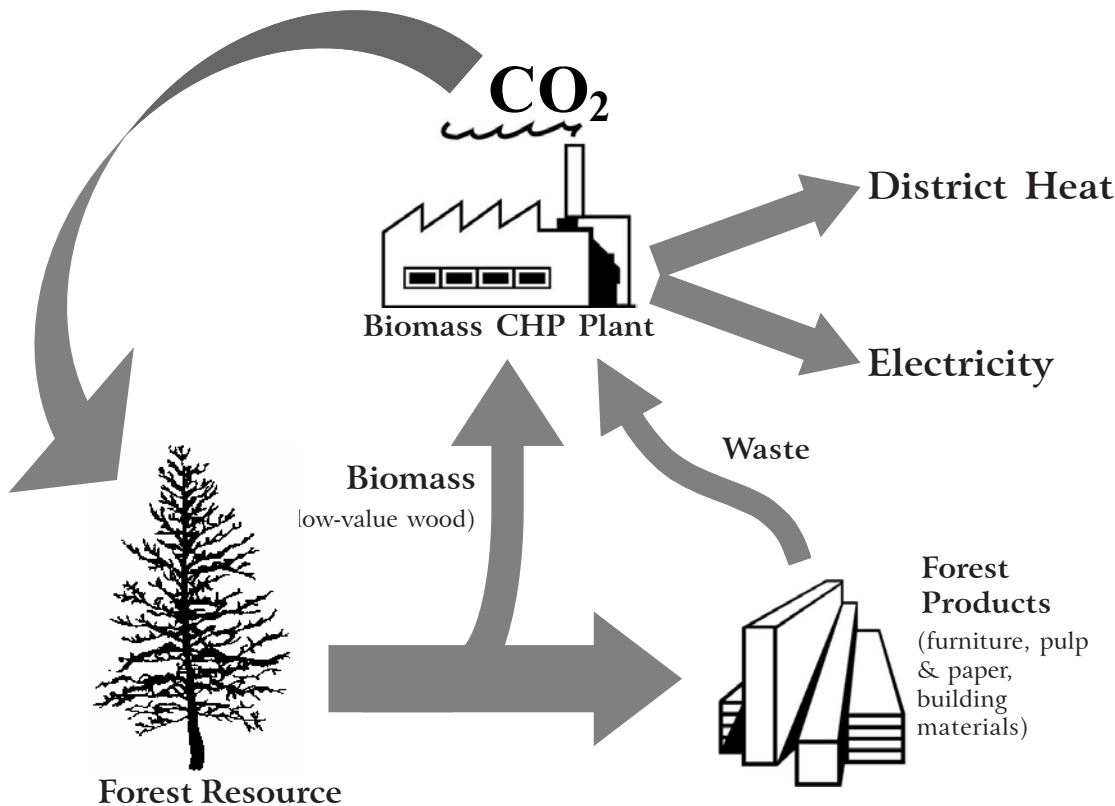 CO₂
District Heat
Biomass CHP Plant
Electricity
Waste
Biomass
low-value wood)
Forest
Products
(furniture, pulp
& paper,
building
materials)
Forest Resource